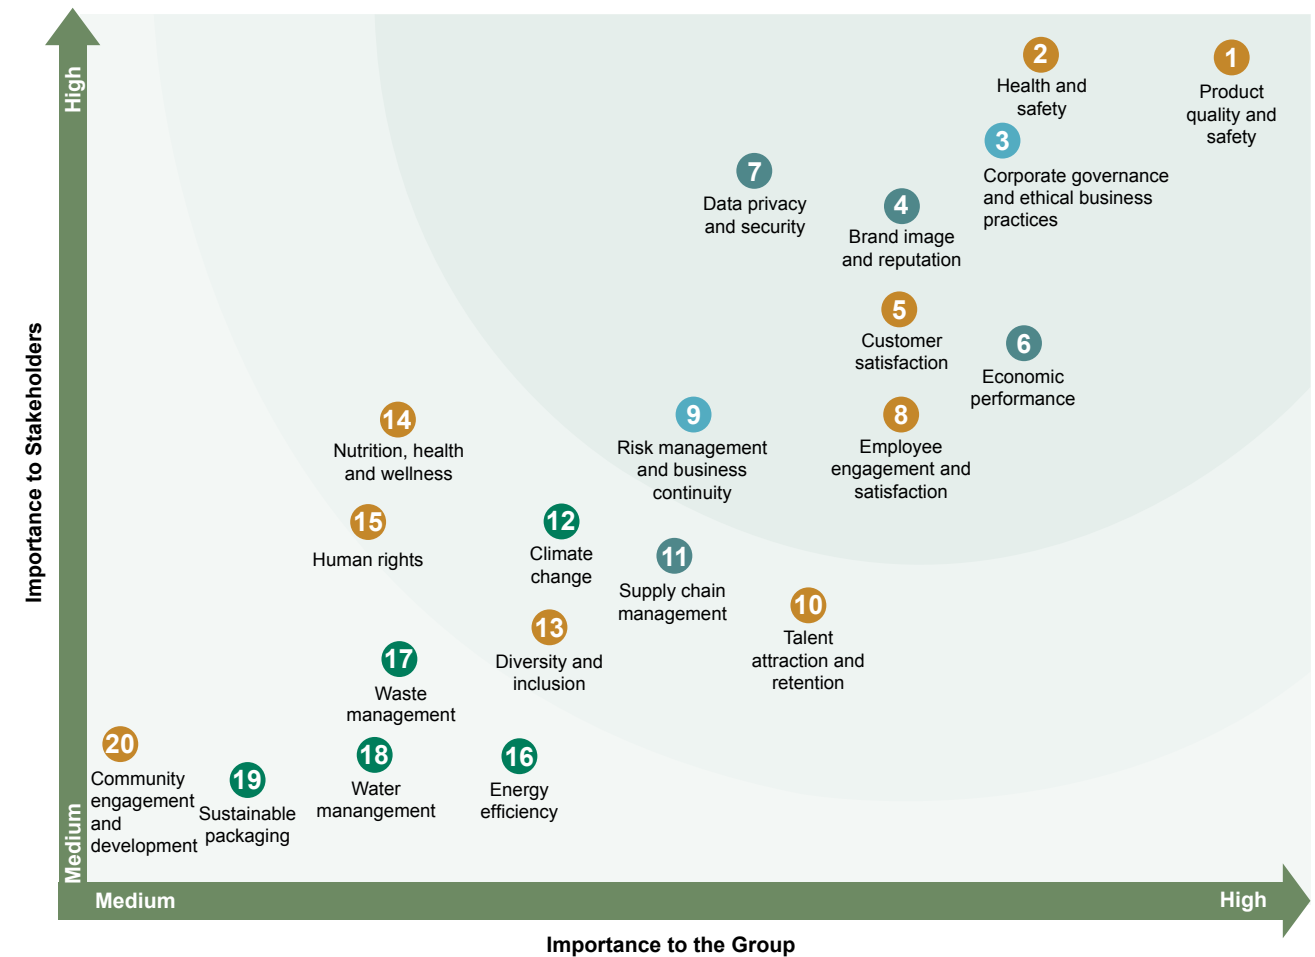 High
2
Health and
safety
1
Product
quality and
safety
3
Corporate governance
and ethical business
practices
7
Data privacy
and security
4
Brand image
and reputation
5
Customer
satisfaction
6
Economic
performance
14
Nutrition, health
and wellness
9
Risk management
and business
continuity
8
Employee
engagement and
satisfaction
15
Human rights
12
Climate
change
11
Supply chain
management
10
Talent
attraction and
retention
13
Diversity and
inclusion
17
Waste
management
20
Community
engagement
and
development
19
Sustainable
packaging
18
Water
manangement
16
Energy
efficiency
Importance to Stakeholders
Medium
Medium
High
Importance to the Group